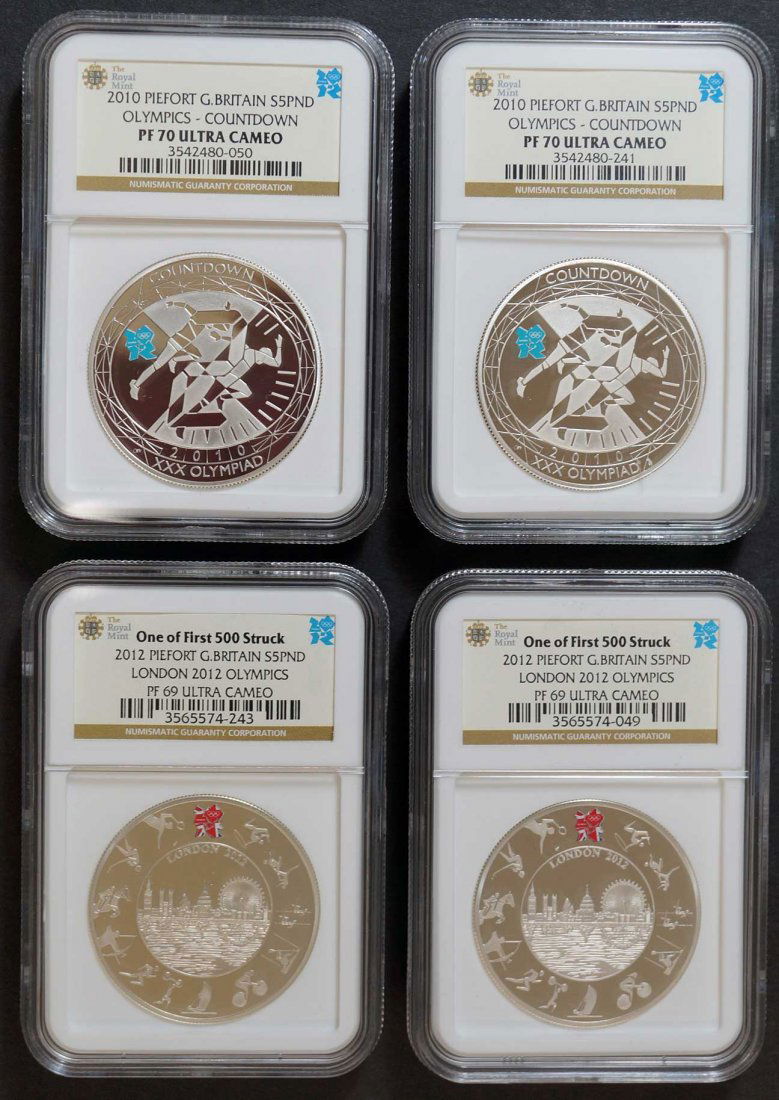 The
Royal
Mint
2010 PIEFORT G.BRITAIN S5PND
OLYMPICS - COUNTDOWN
PF 70 ULTRA CAMEO
3542480-050
NUMISMATIC GUARANTY CORPORATION
COUNTDOWN
2010
XXX OLYMPIAD
The
Royal
Mint
2010 PIEFORT G.BRITAIN S5PND
OLYMPICS - COUNTDOWN
PF 70 ULTRA CAMEO
3542480-241
NUMISMATIC GUARANTY CORPORATION
COUNTDOWN
2010
XXX OLYMPIAD
The
Royal
Mint
One of First 500 Struck
2012 PIEFORT G.BRITAIN S5PND
LONDON 2012 OLYMPICS
PF 69 ULTRA CAMEO
3565574-243
NUMISMATIC GUARANTY CORPORATION
LONDON 2012
The
Royal
Mint
One of First 500 Struck
2012 PIEFORT G.BRITAIN S5PND
LONDON 2012 OLYMPICS
PF 69 ULTRA CAMEO
3565574-049
NUMISMATIC GUARANTY CORPORATION
LONDON 2012